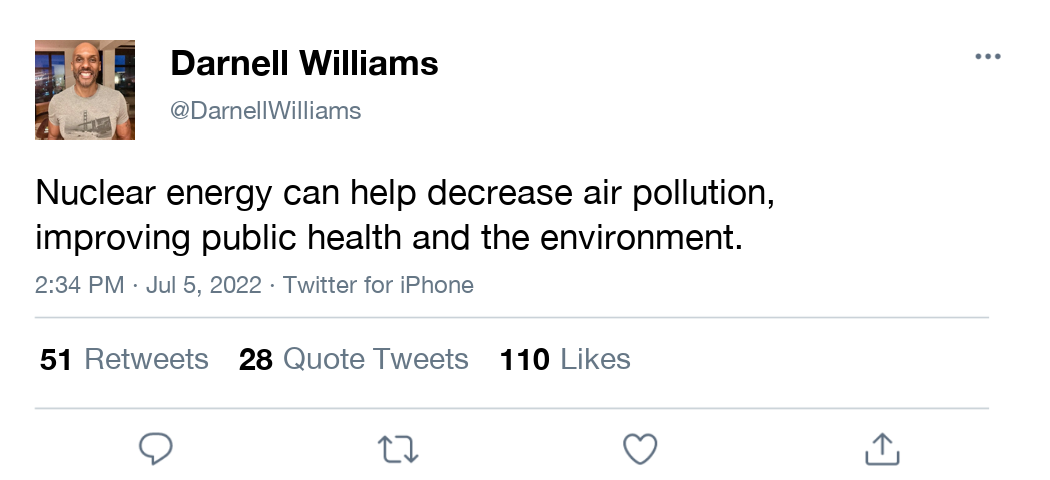 Darnell Williams
@DarnellWilliams
Nuclear energy can help decrease air pollution,
improving public health and the environment.
2:34 PM · Jul 5, 2022 · Twitter for iPhone
51 Retweets 28 Quote Tweets 110 Likes